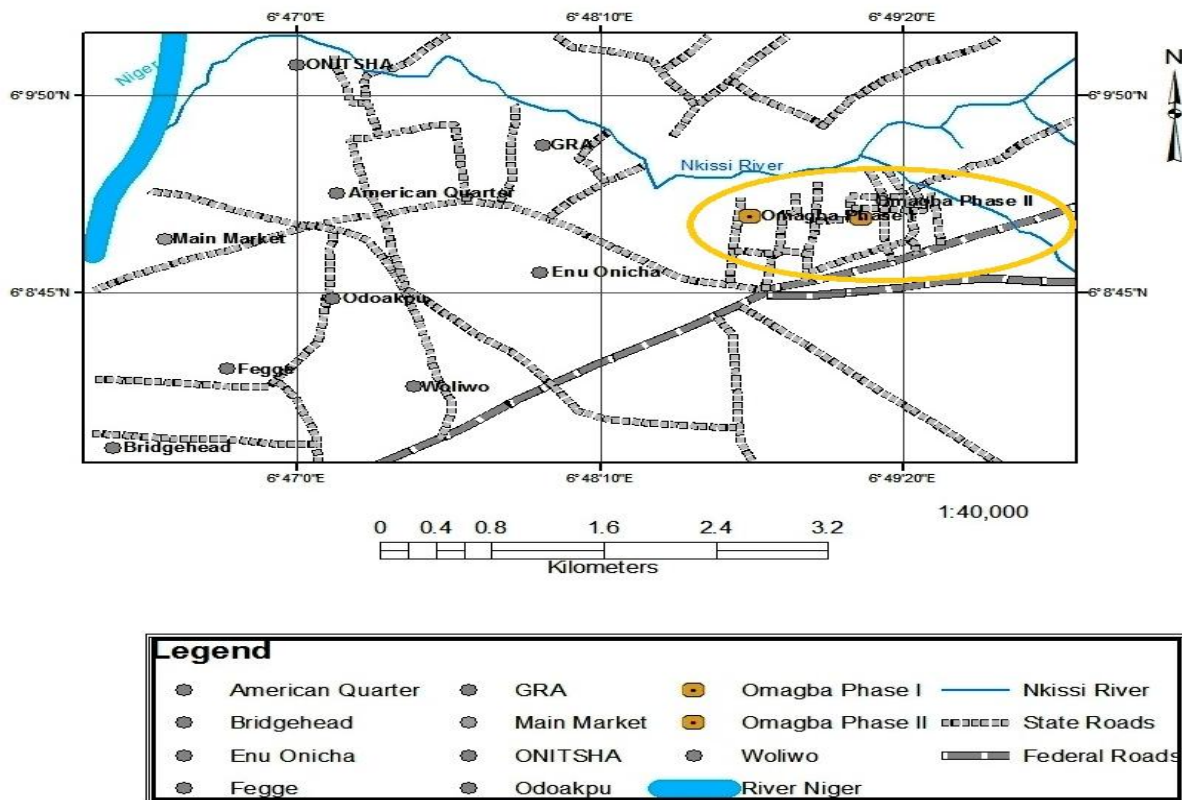 6°47'0"E 6°48'10"E 6°49'20"E
N
Niger
ONITSHA
6°9'50"N 6°9'50"N
GRA
Nkissi River
American Quarter
Omagba Phase II
Omagba Phase I
Main Market
Enu Onicha
6°8'45"N 6°8'45"N
Odoakpu
Fegge
Woliwo
Bridgehead
6°47'0"E 6°48'10"E 6°49'20"E
1:40,000
0 0.4 0.8 1.6 2.4 3.2
Kilometers
Legend
American Quarter GRA Omagba Phase I Nkissi River
Bridgehead Main Market Omagba Phase II State Roads
Enu Onicha ONITSHA Woliwo Federal Roads
Fegge Odoakpu River Niger